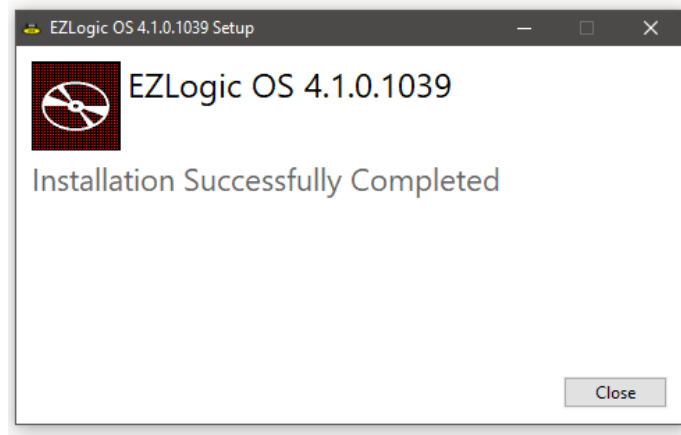 EZLogic OS 4.1.0.1039 Setup
EZLogic OS 4.1.0.1039
Installation Successfully Completed
Close